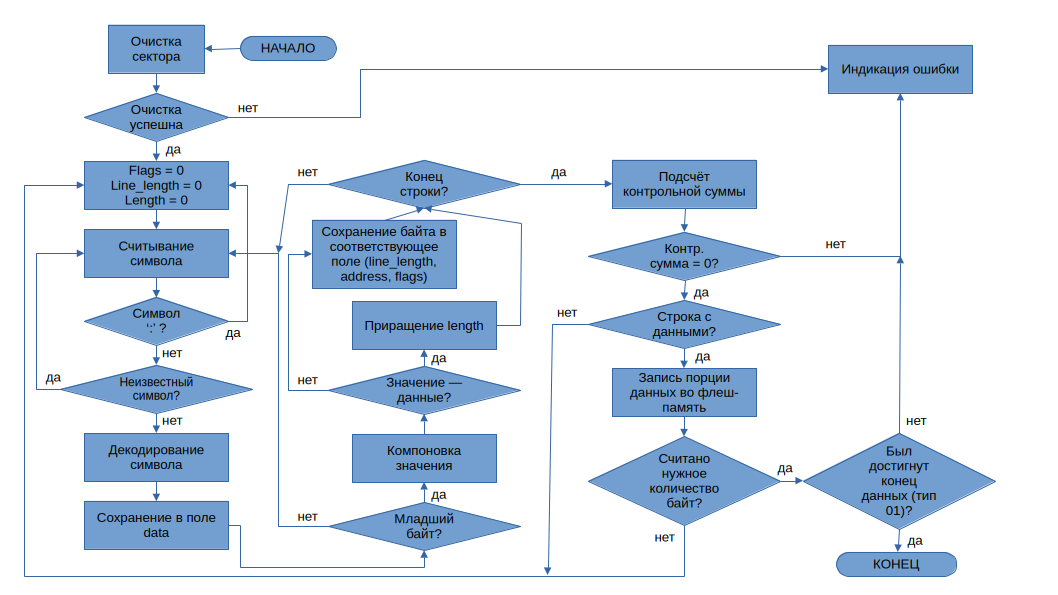 НАЧАЛО
Очистка
сектора
Очистка
успешна
нет
да
Индикация ошибки
Flags = 0
Line_length = 0
Length = 0
Считывание
символа
Символ
‘:’ ?
да
нет
Неизвестный
символ?
да
нет
Декодирование
символа
Сохранение в поле
data
Младший
байт?
нет
да
Компоновка
значения
Значение —
данные?
нет
да
Приращение length
Сохранение байта в
соответствующее
поле (line_length,
address, flags)
Конец
строки?
нет
да
Подсчёт
контрольной суммы
Контр.
сумма = 0?
нет
да
Строка с
данными?
нет
да
Запись порции
данных во флеш-
память
Считано
нужное
количество
байт?
нет
да
Был
достигнут
конец
данных (тип
01)?
нет
да
КОНЕЦ